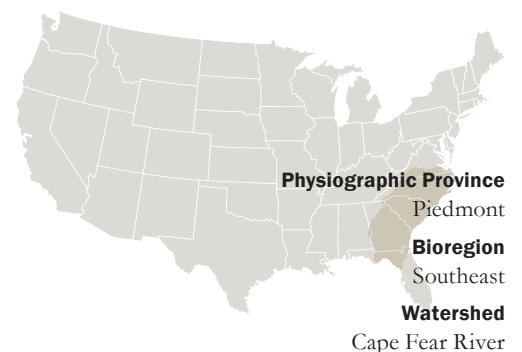 Physiographic Province
Piedmont
Bioregion
Southeast
Watershed
Cape Fear River